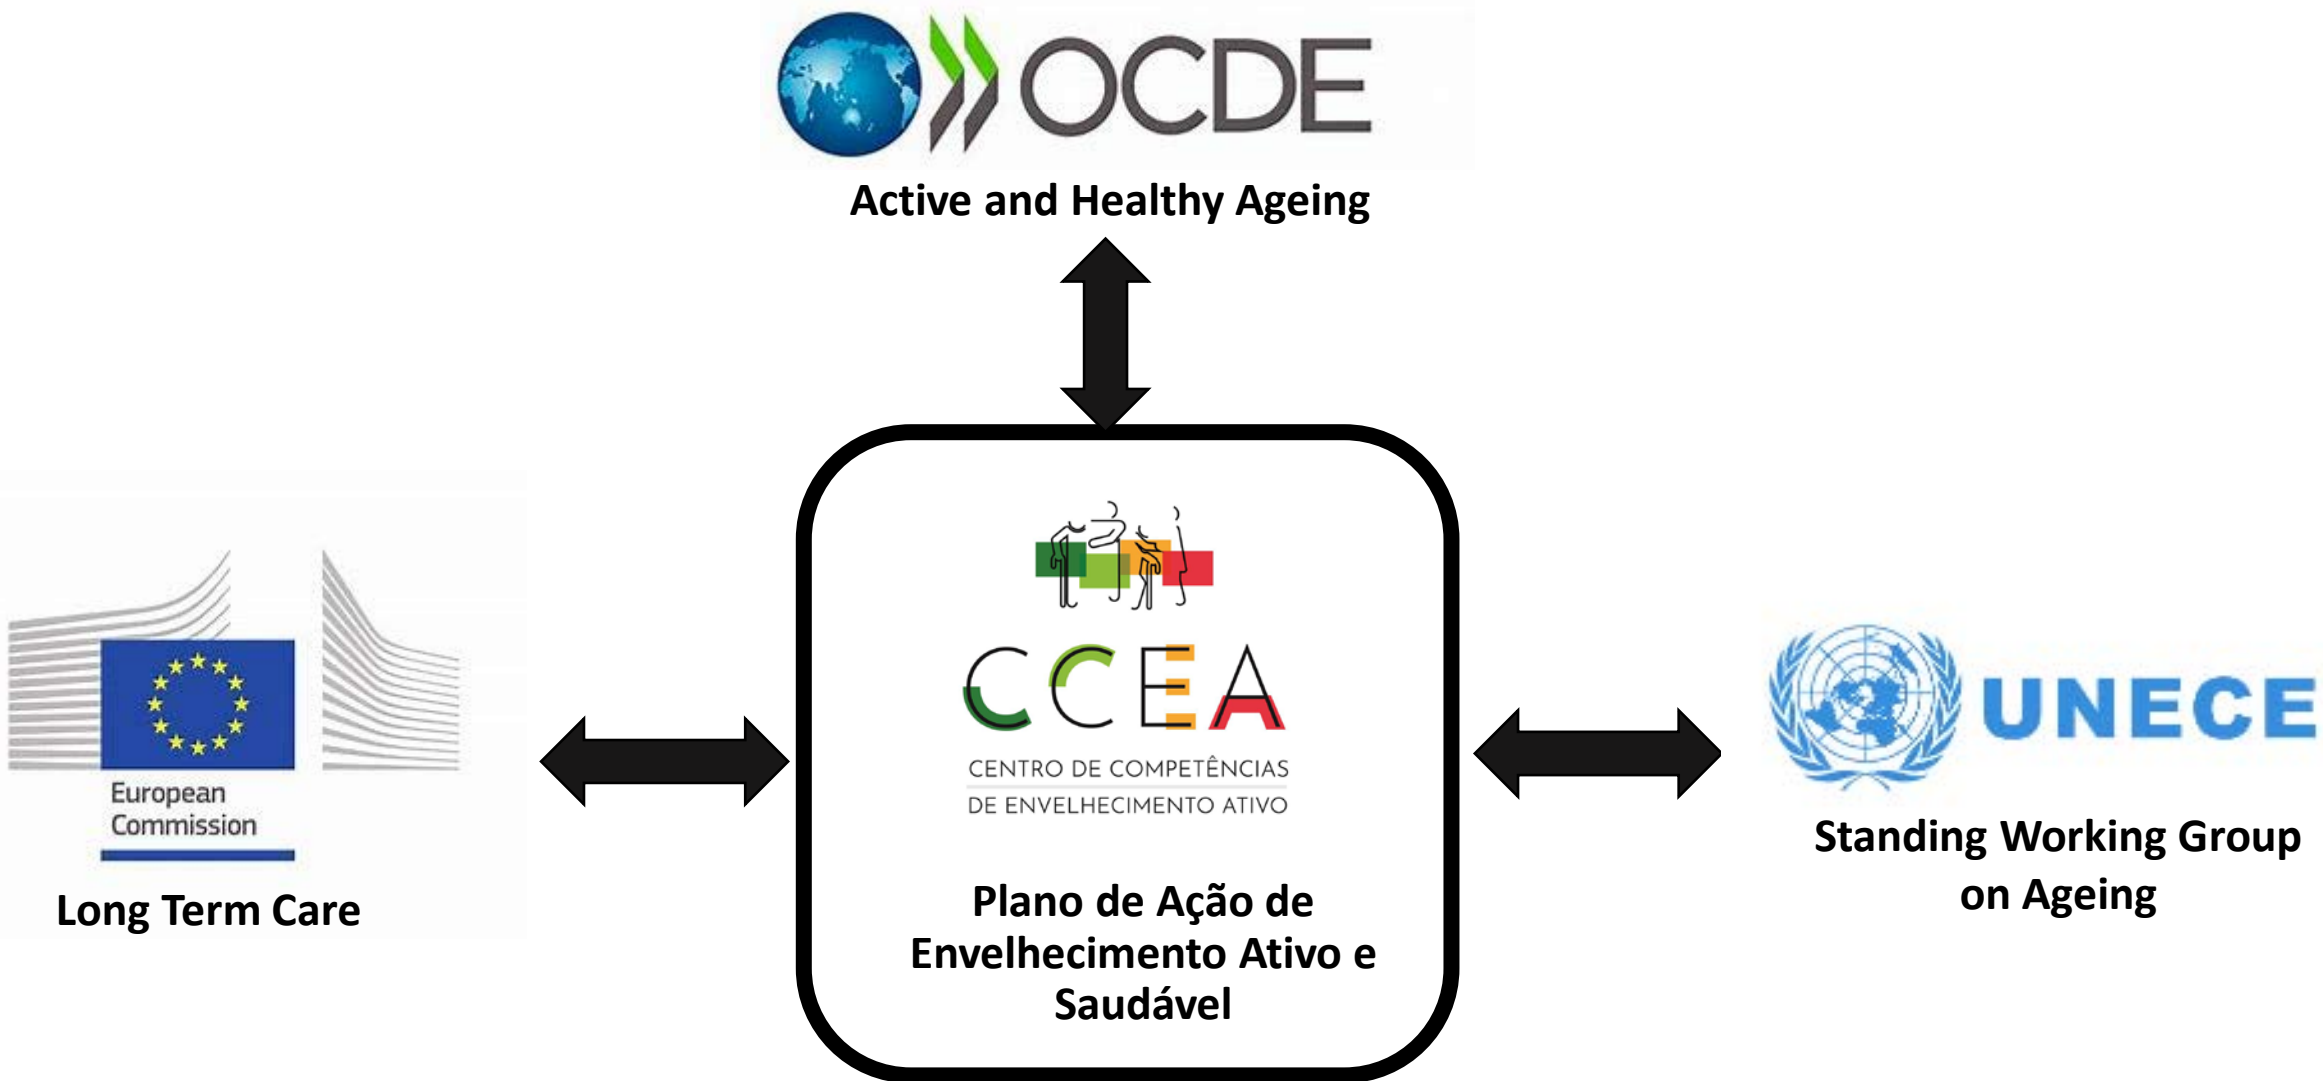 OCDE
Active and Healthy Ageing
European
Commission
Long Term Care
CCEA
CENTRO DE COMPETÊNCIAS
DE ENVELHECIMENTO ATIVO
Plano de Ação de
Envelhecimento Ativo e
Saudável
UNECE
Standing Working Group
on Ageing